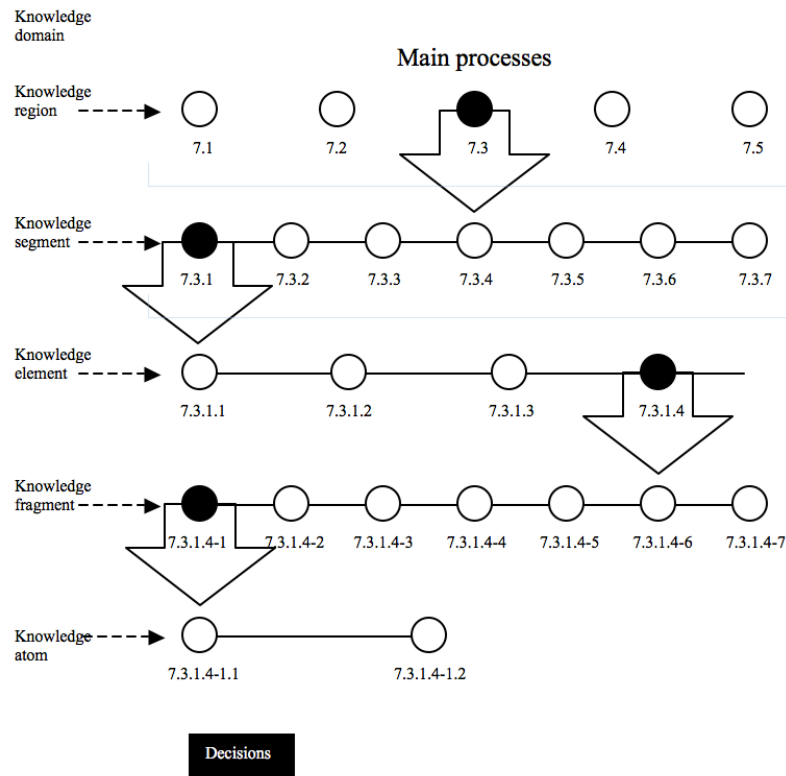 Knowledge
domain
Main processes
Knowledge
region
7.1
7.2
7.3
7.4
7.5
Knowledge
segment
7.3.1
7.3.2
7.3.3
7.3.4
7.3.5
7.3.6
7.3.7
Knowledge
element
7.3.1.1
7.3.1.2
7.3.1.3
7.3.1.4
Knowledge
fragment
7.3.1.4-1
7.3.1.4-2
7.3.1.4-3
7.3.1.4-4
7.3.1.4-5
7.3.1.4-6
7.3.1.4-7
Knowledge
atom
7.3.1.4-1.1
7.3.1.4-1.2
Decisions